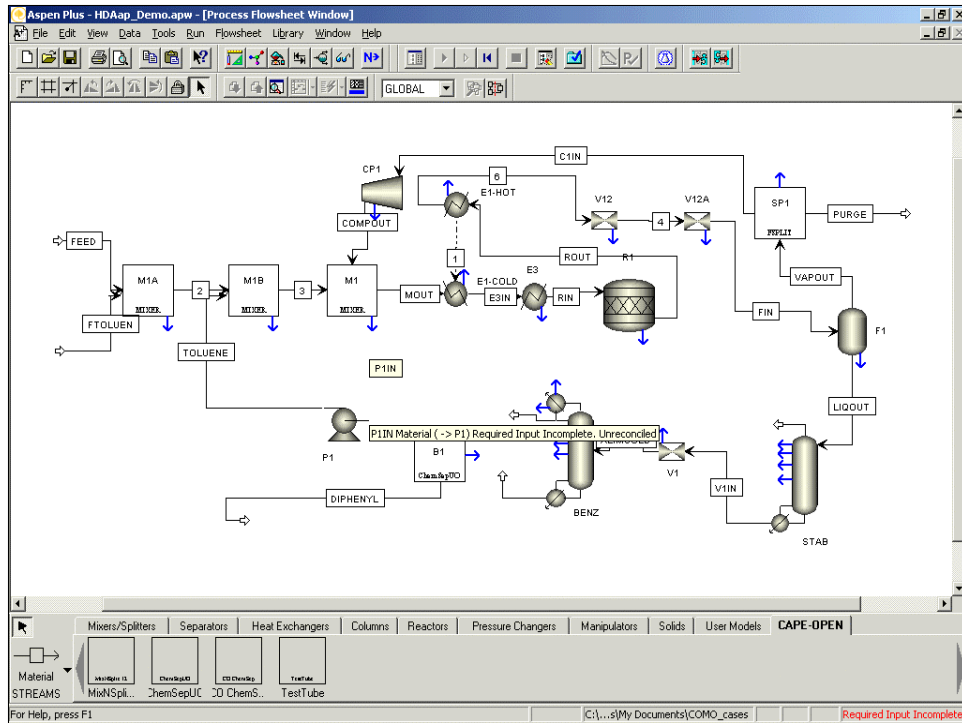 Aspen Plus - HDAap_Demo.apw - [Process Flowsheet Window]
File Edit View Data Tools Run Flowsheet Library Window Help
N»
GLOBAL
C1IN
CP1
6
E1-HOT
V12
V12A
SP1
FSPLIT
PURGE
COMPOUT
4
FEED
ROUT
R1
VAPOUT
M1A
MIXER
2
M1B
MIXER
3
M1
MIXER
MOUT
1
E1-COLD
E3IN
E3
RIN
FIN
F1
FTOLUEN
TOLUENE
P1IN
LIQOUT
P1
P1IN Material ( -> P1) Required Input Incomplete. Unreconciled
B1
ChemSepUO
V1
V1IN
DIPHENYL
BENZ
STAB
Mixers/Splitters Separators Heat Exchangers Columns Reactors Pressure Changers Manipulators Solids User Models CAPE-OPEN
Material
STREAMS
ChemSepUO
CO ChemSep
TestTube
MixNSpli... ChemSepUO CO ChemS... TestTube
For Help, press F1
C:\...s\My Documents\COMO_cases
Required Input Incomplete